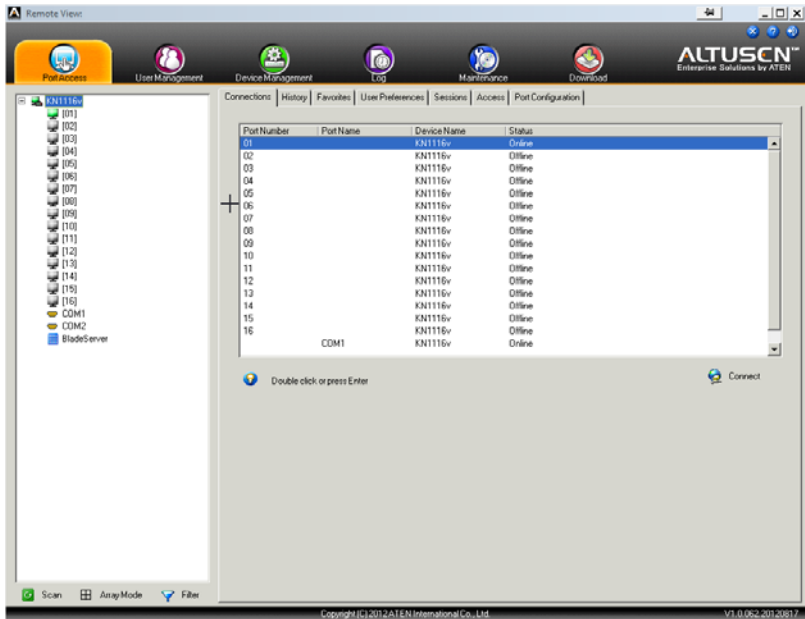 Remote View:
ALTUSEN™
Enterprise Solutions by ATEN
Port Access User Management Device Management Log Maintenance Download
KN1116v
[01]
[02]
[03]
[04]
[05]
[06]
[07]
[08]
[09]
[10]
[11]
[12]
[13]
[14]
[15]
[16]
COM1
COM2
BladeServer
Connections History Favorites User Preferences Sessions Access Port Configuration
Port Number Port Name Device Name Status
01 KN1116v Online
02 KN1116v Offline
03 KN1116v Offline
04 KN1116v Offline
05 KN1116v Offline
06 KN1116v Offline
07 KN1116v Offline
08 KN1116v Offline
09 KN1116v Offline
10 KN1116v Offline
11 KN1116v Offline
12 KN1116v Offline
13 KN1116v Offline
14 KN1116v Offline
15 KN1116v Offline
16 KN1116v Offline
COM1 KN1116v Online
Double click or press Enter
Connect
Scan Array Mode Filter
Copyright (C) 2012 ATEN International Co., Ltd.
V1.0.062.20120817